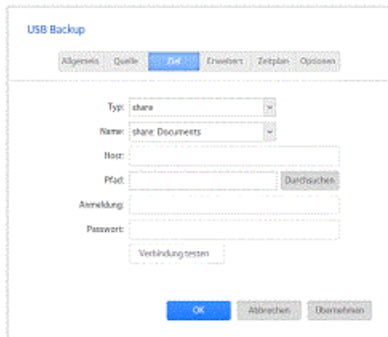 USB Backup
Allgemein Quelle Ziel Erweitert Zeitplan Optionen
Typ: share
Name: share: Documents
Host:
Pfad: Durchsuchen
Anmeldung:
Passwort:
Verbindung testen
OK Abbrechen Übernehmen